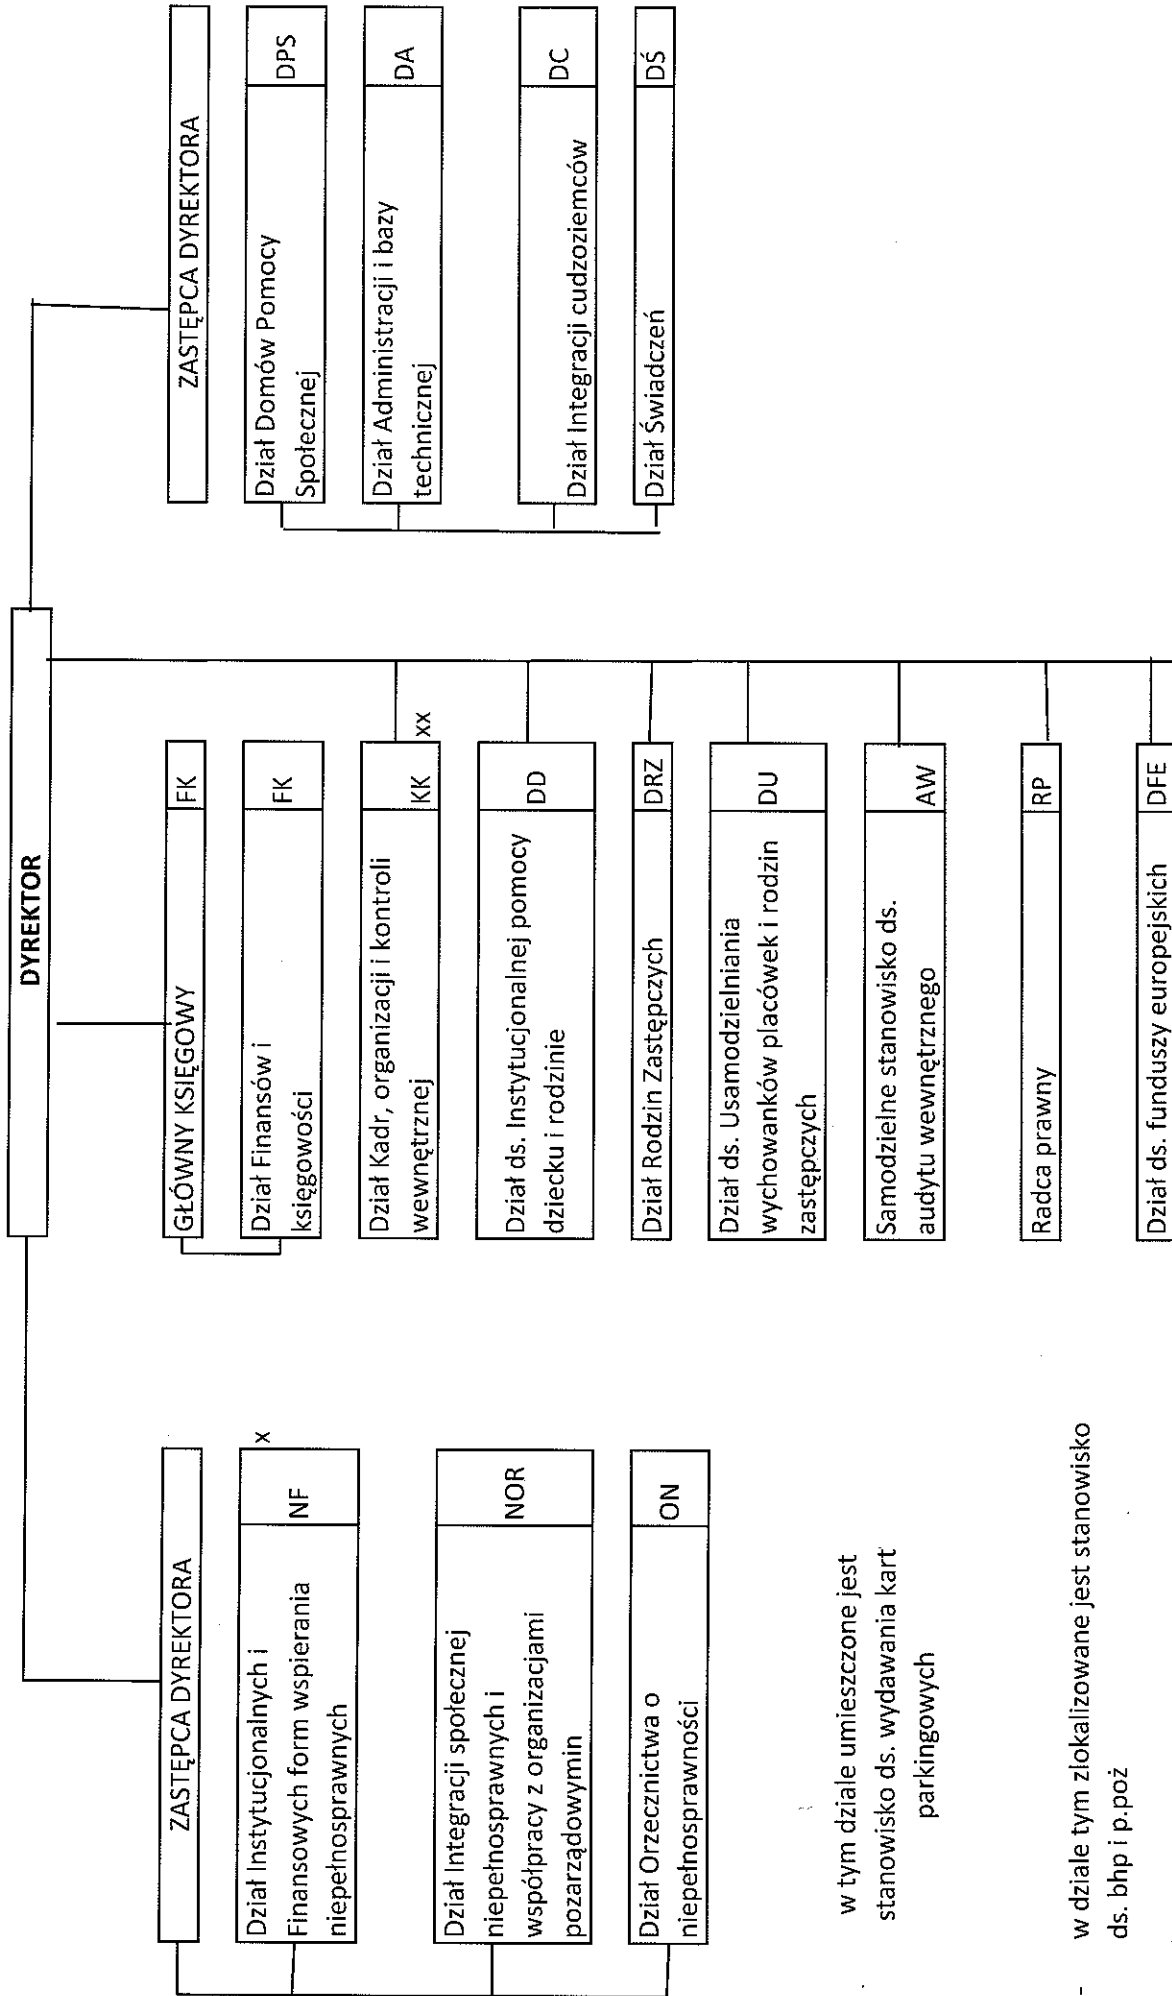 DYREKTOR
ZASTĘPCA DYREKTORA
Dział Instytucjonalnych i
Finansowych form wspierania
niepełnosprawnych
NF
x
Dział Integracji społecznej
niepełnosprawnych i
współpracy z organizacjami
pozarządowymin
NOR
Dział Orzecznictwa o
niepełnosprawności
ON
w tym dziale umieszczone jest
stanowisko ds. wydawania kart
parkingowych
- w dziale tym zlokalizowane jest stanowisko
ds. bhp i p.poż
GŁÓWNY KSIĘGOWY
FK
Dział Finansów i
księgowości
FK
Dział Kadr, organizacji i kontroli
wewnętrznej
KK
xx
Dział ds. Instytucjonalnej pomocy
dziecku i rodzinie
DD
Dział Rodzin Zastępczych
DRZ
Dział ds. Usamodzielniania
wychowanków placówek i rodzin
zastępczych
DU
Samodzielne stanowisko ds.
audytu wewnętrznego
AW
Radca prawny
RP
Dział ds. funduszy europejskich
DFE
ZASTĘPCA DYREKTORA
Dział Domów Pomocy
Społecznej
DPS
Dział Administracji i bazy
technicznej
DA
Dział Integracji cudzoziemców
DC
Dział Świadczeń
DŚ